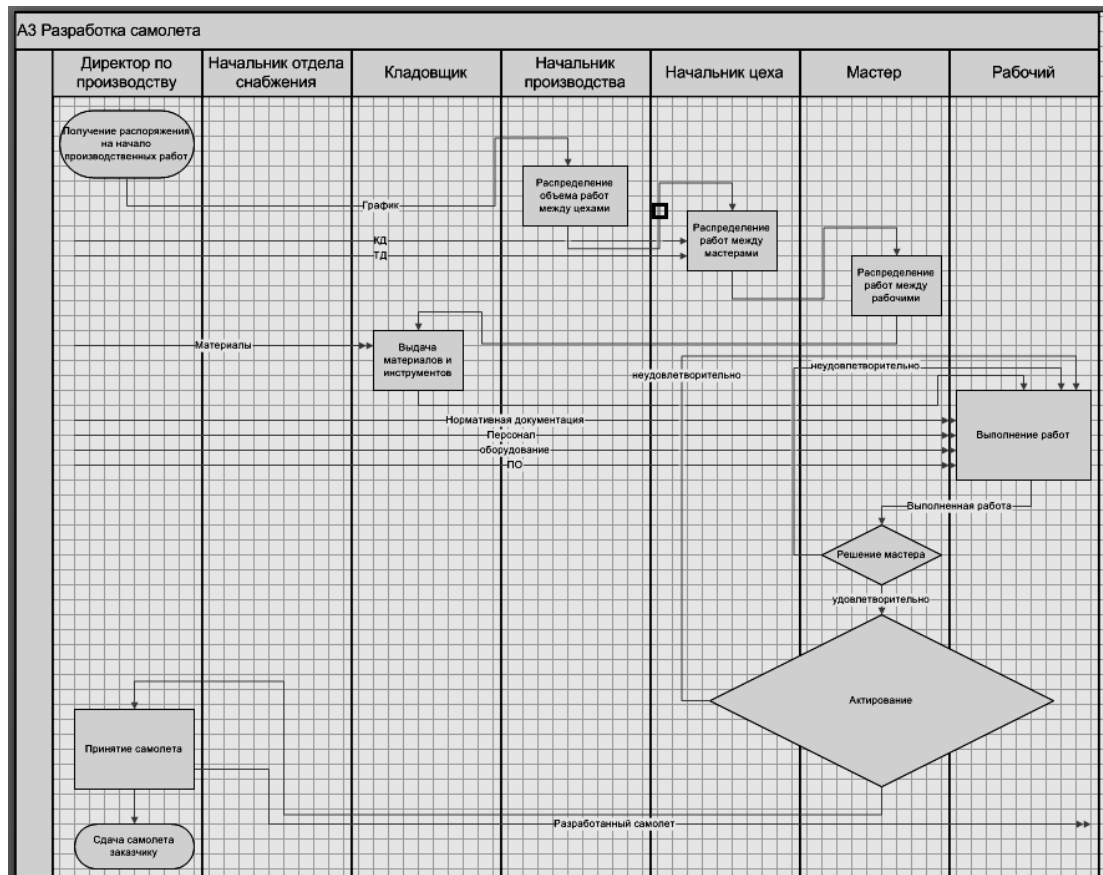 А3 Разработка самолета
Директор по
производству
Начальник отдела
снабжения
Кладовщик
Начальник
производства
Начальник цеха
Мастер
Рабочий
Получение распоряжения
на начало
производственных работ
График
Распределение
объема работ
между цехами
КД
ТД
Распределение
работ между
мастерами
Распределение
работ между
рабочими
Материалы
Выдача
материалов и
инструментов
неудовлетворительно
неудовлетворительно
Нормативная документация
Персонал
оборудование
ПО
Выполнение работ
Выполненная работа
Решение мастера
удовлетворительно
Актирование
Принятие самолета
Разработанный самолет
Сдача самолета
заказчику